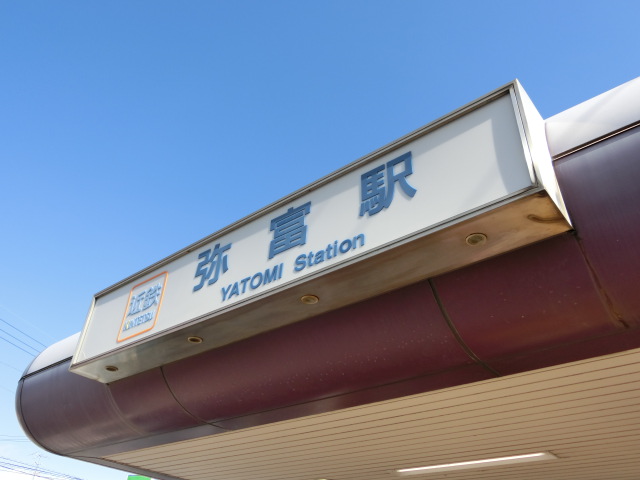 近鉄
KINTETSU
弥富駅
YATOMI Station